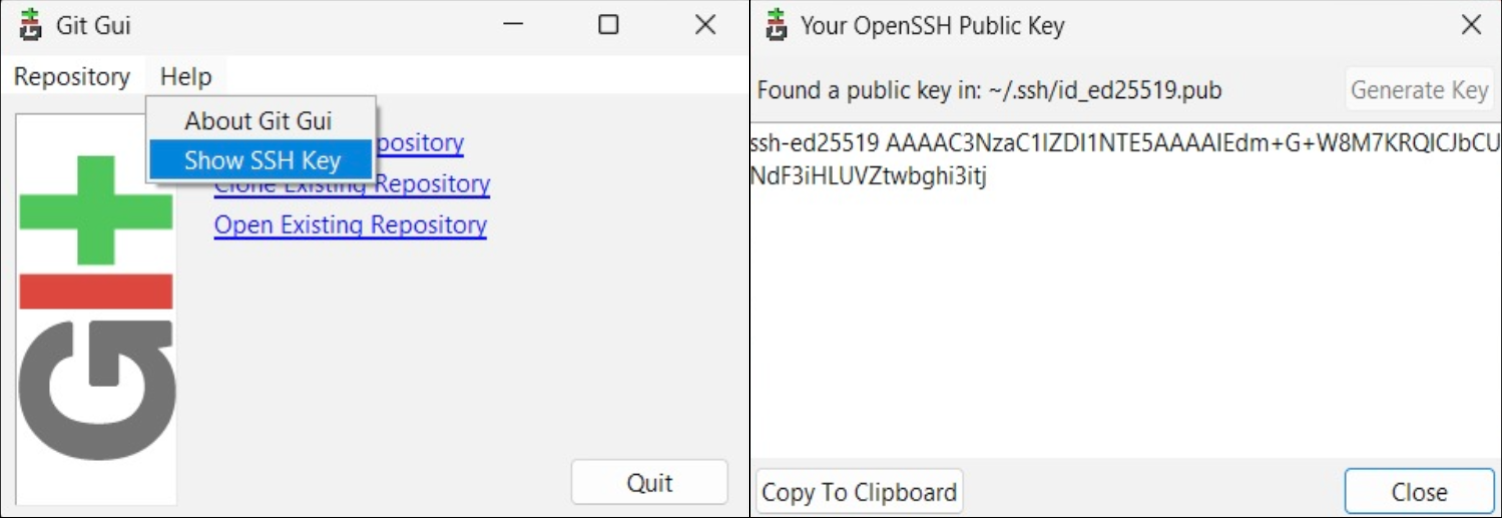 Git Gui
Repository Help
About Git Gui
Show SSH Key
pository
Clone Existing Repository
Open Existing Repository
GIt
Quit
Your OpenSSH Public Key
Found a public key in: ~/.ssh/id_ed25519.pub
Generate Key
ssh-ed25519 AAAAC3NzaC1lZDI1NTE5AAAAIEdm+G+W8M7KRQICJbCU
NdF3iHLUVZtwbghi3itj
Copy To Clipboard
Close